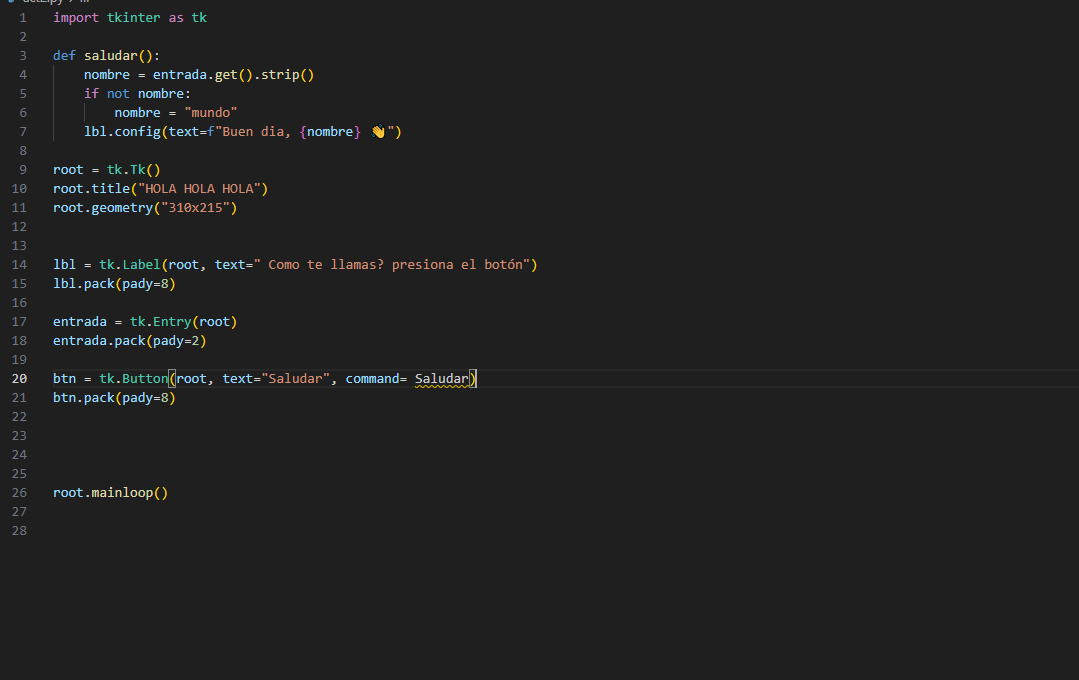 1 import tkinter as tk
2
3 def saludar():
4     nombre = entrada.get().strip()
5     if not nombre:
6         nombre = "mundo"
7     lbl.config(text=f"Buen dia, {nombre} 👋")
8
9 root = tk.Tk()
10 root.title("HOLA HOLA HOLA")
11 root.geometry("310x215")
12
13
14 lbl = tk.Label(root, text=" Como te llamas? presiona el botón")
15 lbl.pack(pady=8)
16
17 entrada = tk.Entry(root)
18 entrada.pack(pady=2)
19
20 btn = tk.Button(root, text="Saludar", command= Saludar)
21 btn.pack(pady=8)
22
23
24
25
26 root.mainloop()
27
28